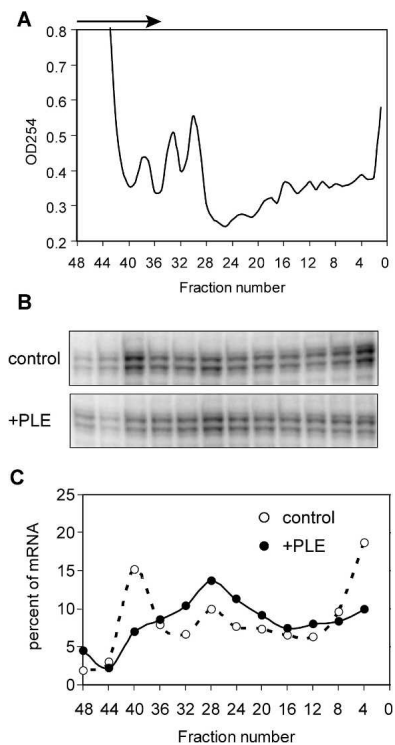 A
0.8
0.7
0.6
0.5
0.4
0.3
0.2
OD254
48 44 40 36 32 28 24 20 16 12 8 4 0
Fraction number
B
control
+PLE
C
25
20
15
10
5
0
percent of mRNA
control
+PLE
48 44 40 36 32 28 24 20 16 12 8 4 0
Fraction number